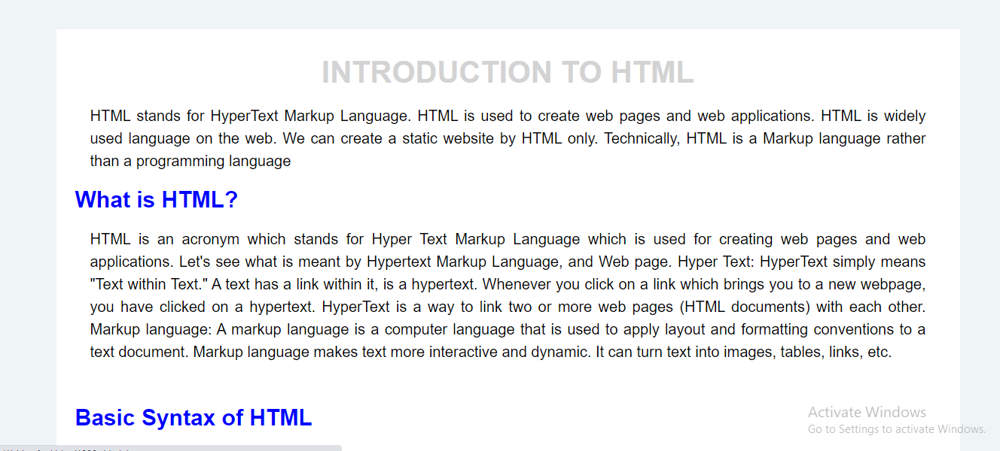 INTRODUCTION TO HTML
HTML stands for HyperText Markup Language. HTML is used to create web pages and web applications. HTML is widely
used language on the web. We can create a static website by HTML only. Technically, HTML is a Markup language rather
than a programming language
What is HTML?
HTML is an acronym which stands for Hyper Text Markup Language which is used for creating web pages and web
applications. Let's see what is meant by Hypertext Markup Language, and Web page. Hyper Text: HyperText simply means
"Text within Text." A text has a link within it, is a hypertext. Whenever you click on a link which brings you to a new webpage,
you have clicked on a hypertext. HyperText is a way to link two or more web pages (HTML documents) with each other.
Markup language: A markup language is a computer language that is used to apply layout and formatting conventions to a
text document. Markup language makes text more interactive and dynamic. It can turn text into images, tables, links, etc.
Basic Syntax of HTML
Activate Windows
Go to Settings to activate Windows.